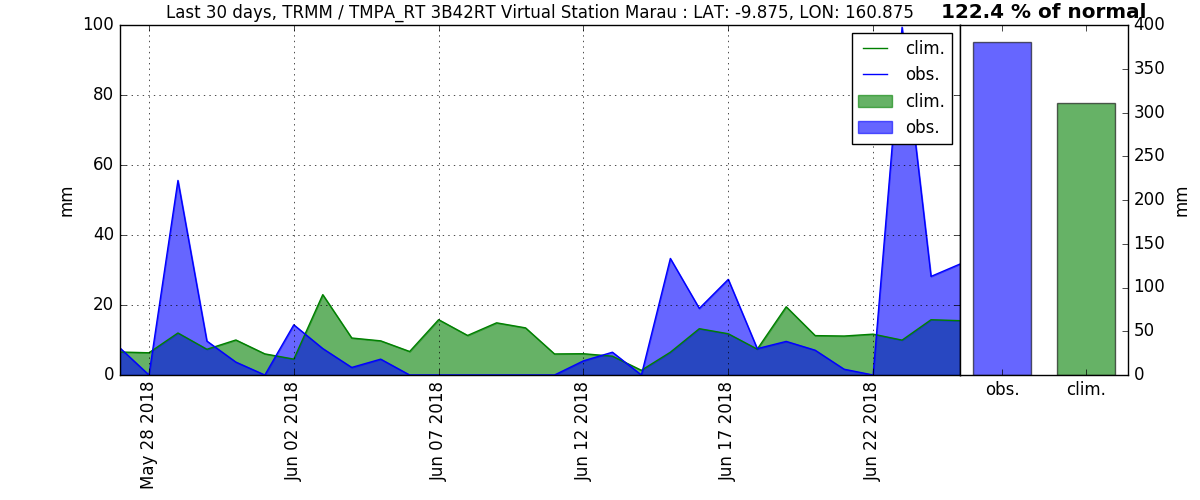 Last 30 days, TRMM / TMPA_RT 3B42RT Virtual Station Marau : LAT: -9.875, LON: 160.875
122.4 % of normal
100
80
60
40
20
0
mm
clim.
obs.
clim.
obs.
May 28 2018
Jun 02 2018
Jun 07 2018
Jun 12 2018
Jun 17 2018
Jun 22 2018
400
350
300
250
200
150
100
50
0
mm
obs. clim.